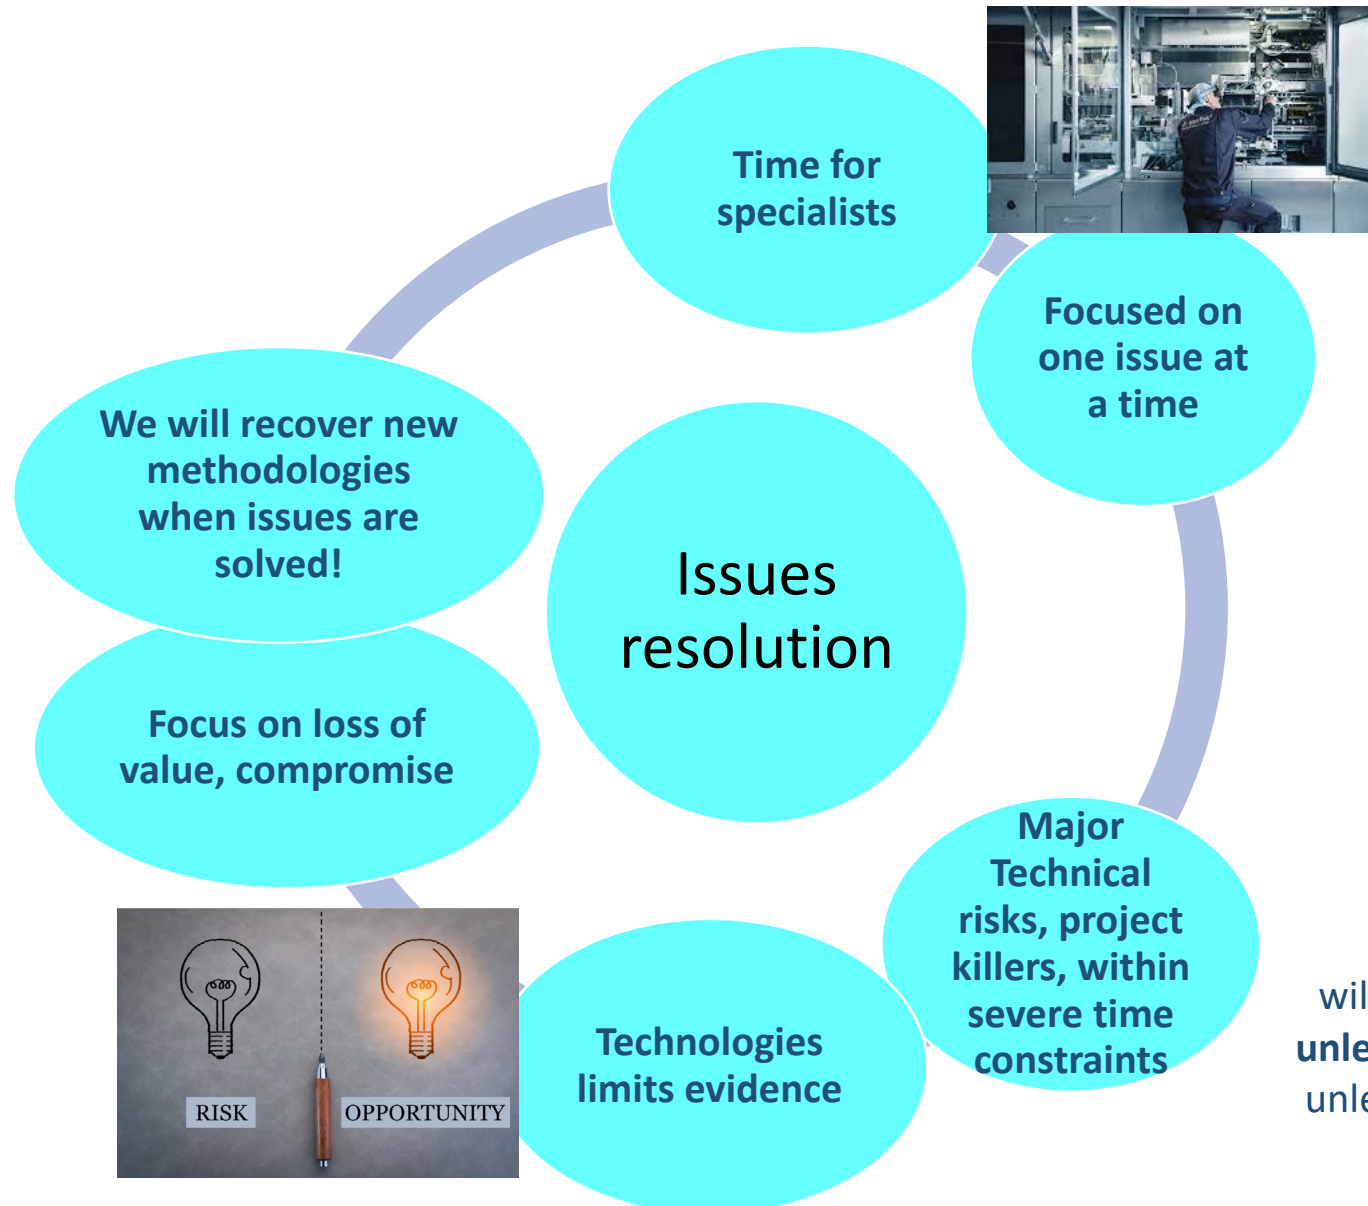 Time for
specialists
Focused on
one issue at
a time
We will recover new
methodologies
when issues are
solved!
Issues
resolution
Focus on loss of
value, compromise
Major
Technical
risks, project
killers, within
severe time
constraints
Technologies
limits evidence
RISK
OPPORTUNITY